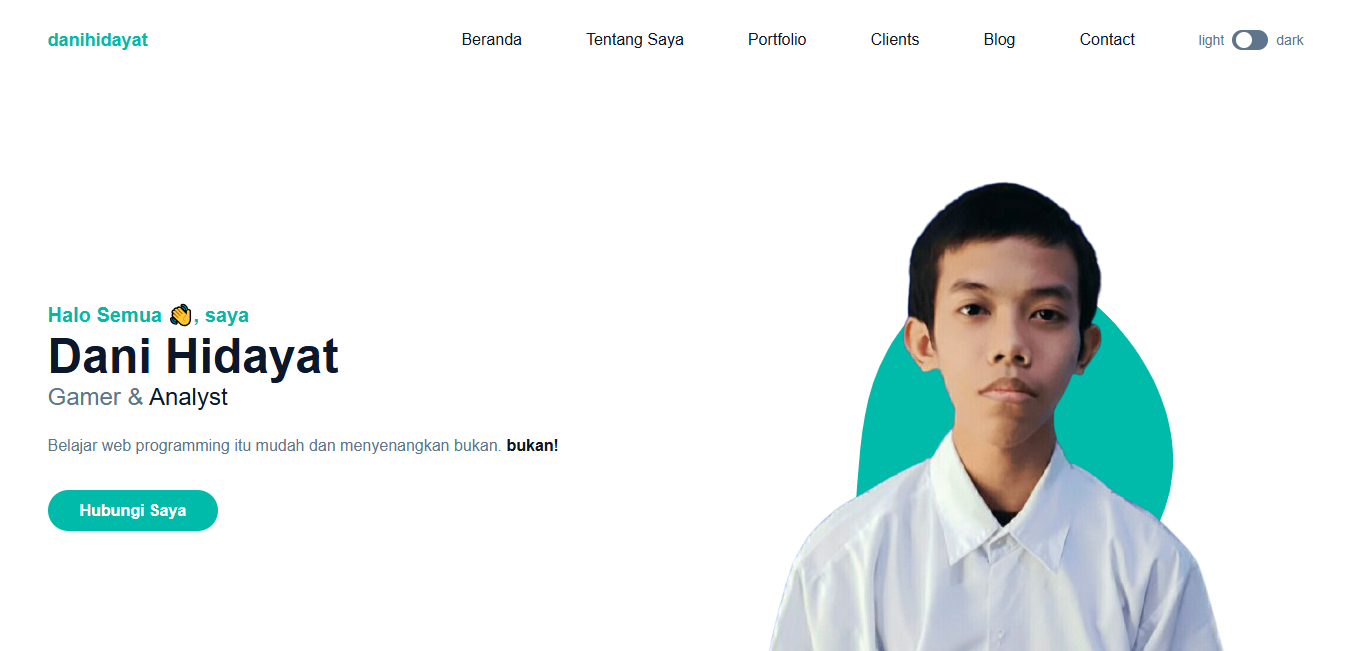 danihidayat Beranda Tentang Saya Portfolio Clients Blog Contact light dark
Halo Semua 👋, saya
Dani Hidayat
Gamer & Analyst
Belajar web programming itu mudah dan menyenangkan bukan. bukan!
Hubungi Saya